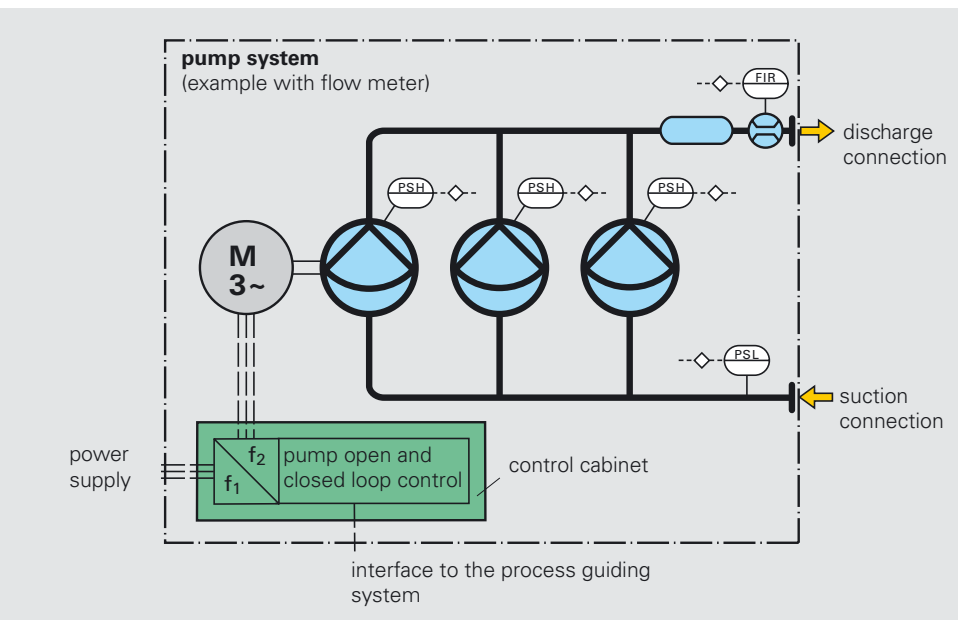 pump system
(example with flow meter)
FIR
discharge
connection
PSH
PSH
PSH
M
3~
PSL
suction
connection
power
supply
f1
f2
pump open and
closed loop control
control cabinet
interface to the process guiding
system